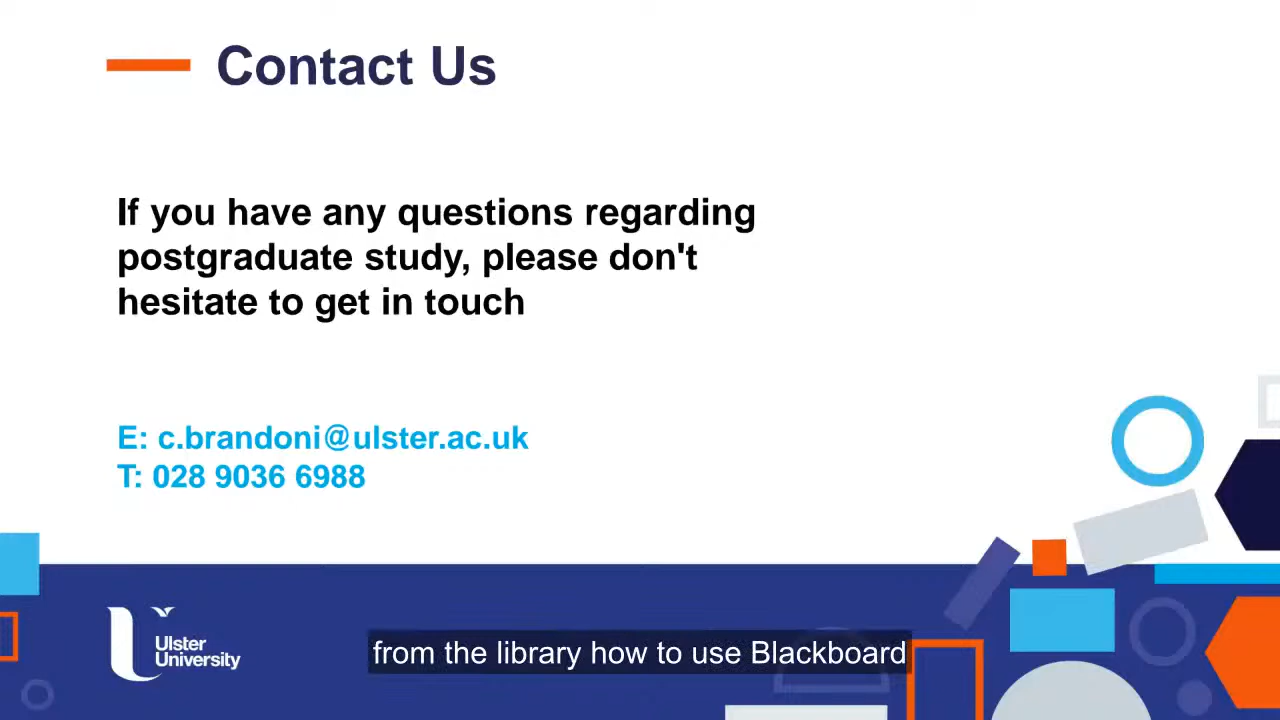 Contact Us
If you have any questions regarding
postgraduate study, please don't
hesitate to get in touch
E: c.brandoni@ulster.ac.uk
T: 028 9036 6988
Ulster
University
from the library how to use Blackboard